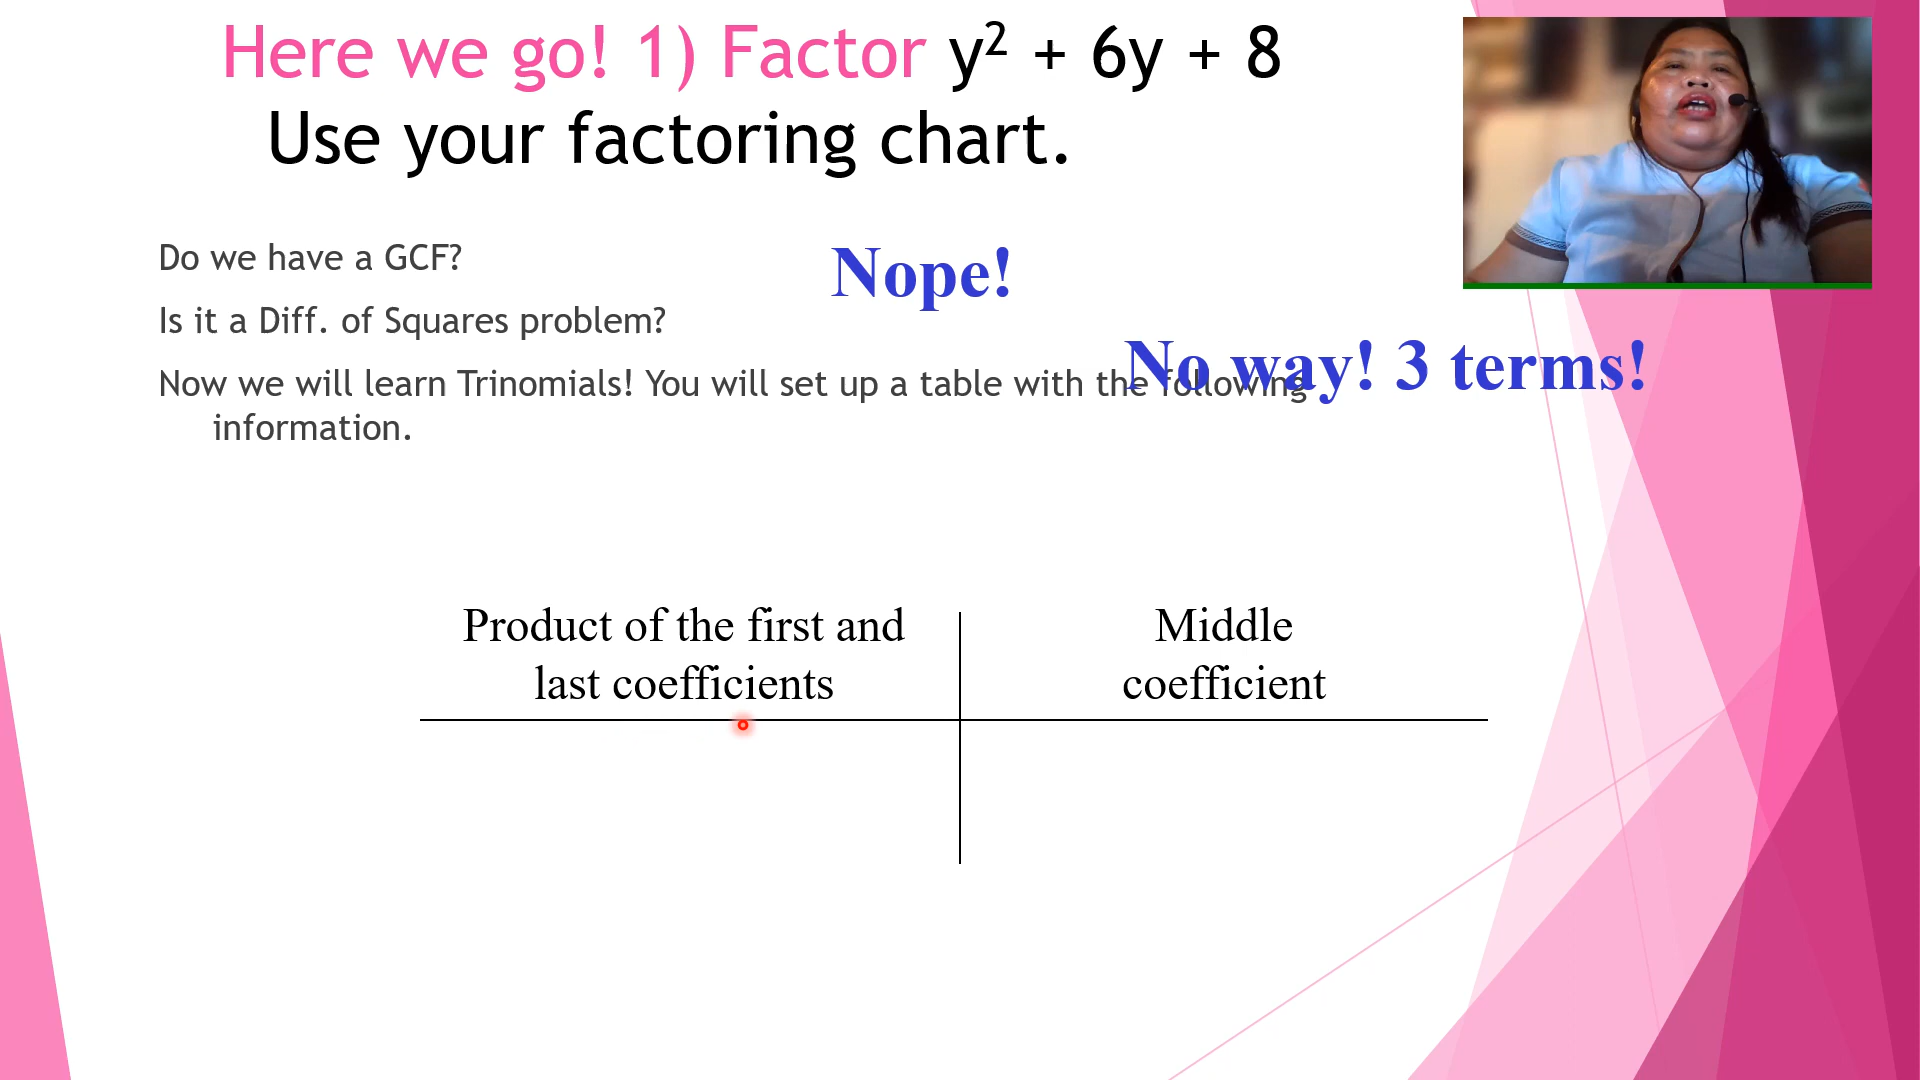 Here we go! 1) Factor y² + 6y + 8
Use your factoring chart.
Do we have a GCF?
Nope!
Is it a Diff. of Squares problem?
No way! 3 terms!
Now we will learn Trinomials! You will set up a table with the following
information.
Product of the first and
last coefficients
Middle
coefficient